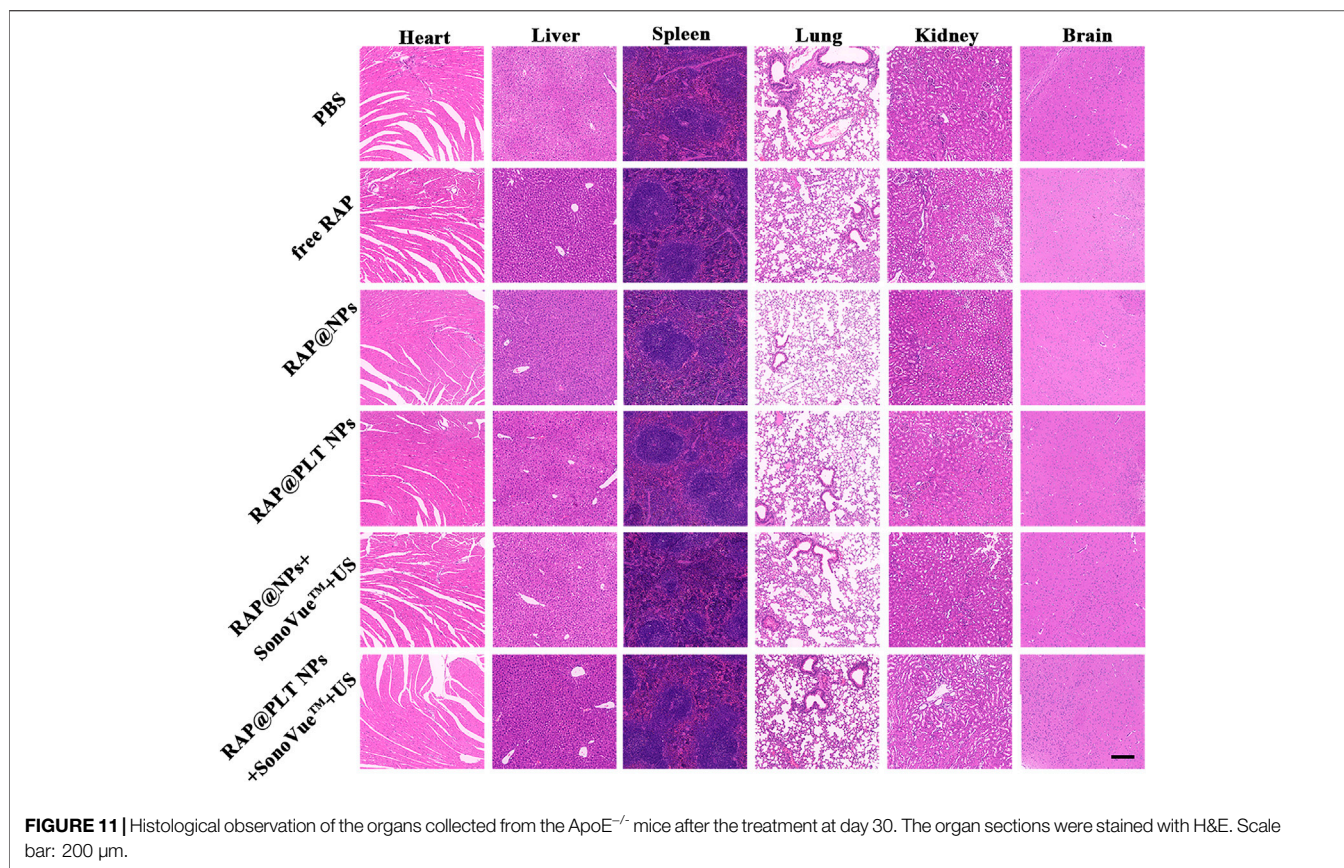 Heart Liver Spleen Lung Kidney Brain
PBS
free RAP
RAP@NPs
RAP@PLT NPs
RAP@NPs+
SonoVue™+US
RAP@PLT NPs
+SonoVue™+US
FIGURE 11 | Histological observation of the organs collected from the ApoE−/− mice after the treatment at day 30. The organ sections were stained with H&E. Scale
bar: 200 μm.